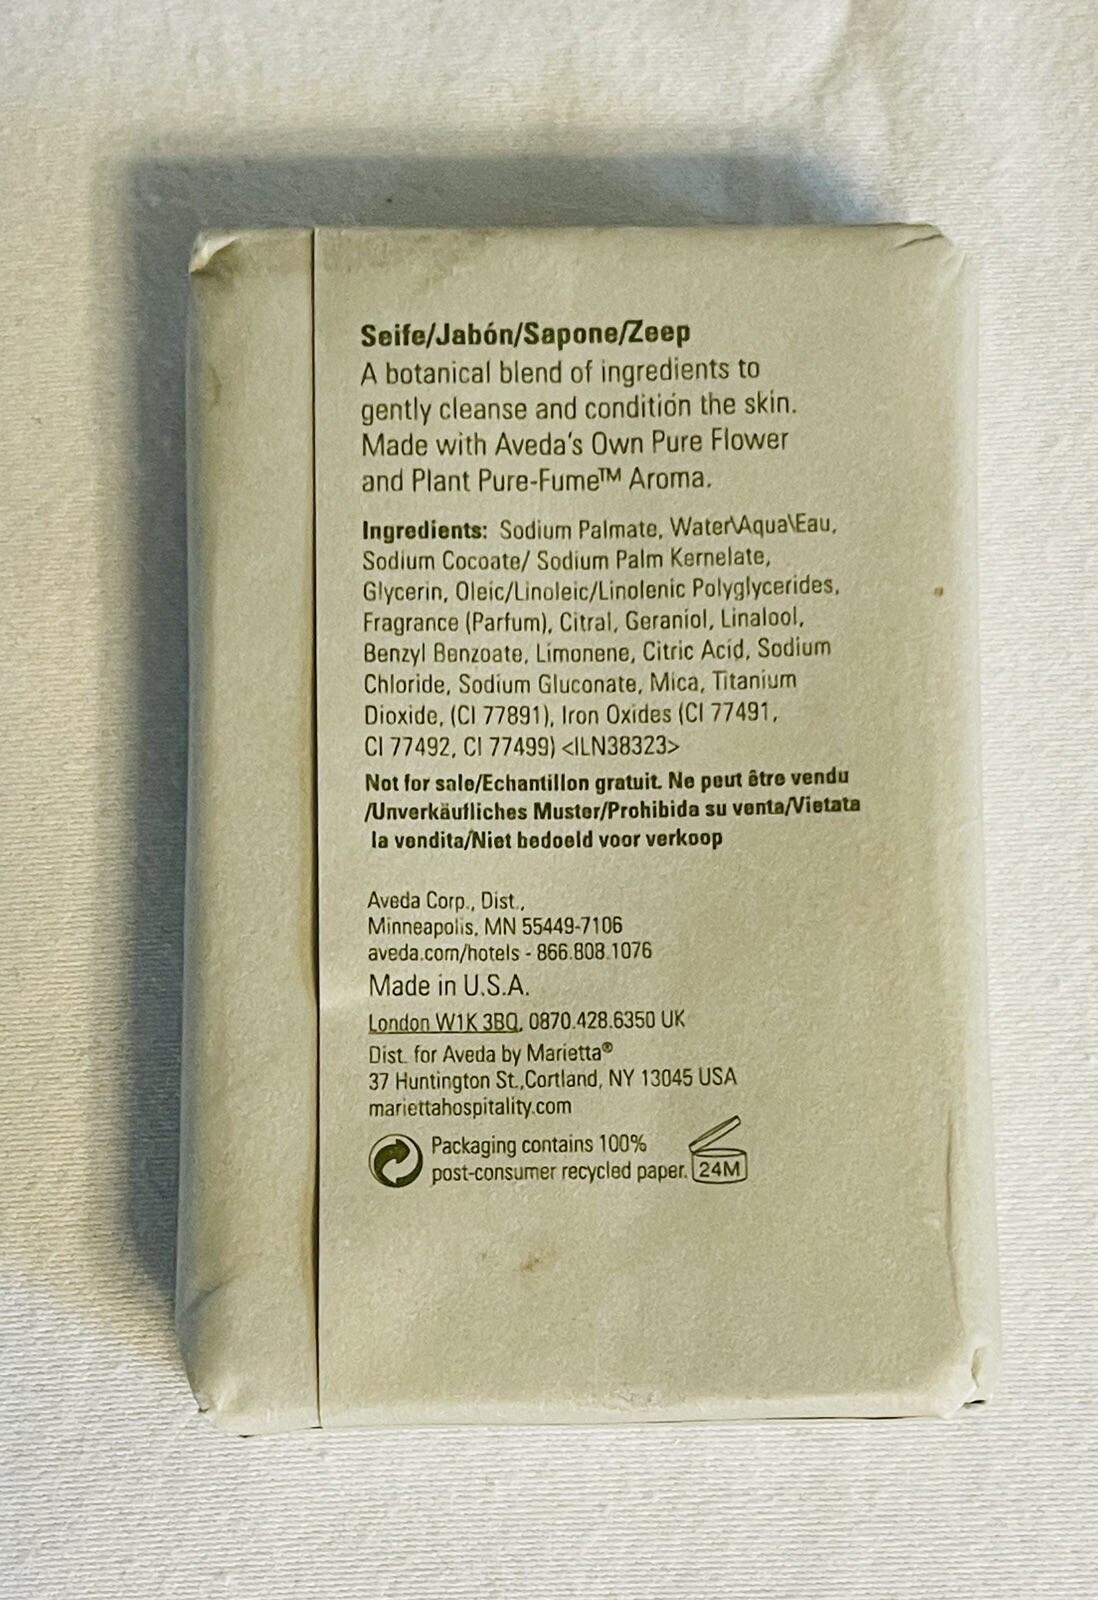 Seife/Jabón/Sapone/Zeep
A botanical blend of ingredients to
gently cleanse and condition the skin.
Made with Aveda's Own Pure Flower
and Plant Pure-Fume™ Aroma.
Ingredients: Sodium Palmate, Water\Aqua\Eau,
Sodium Cocoate/ Sodium Palm Kernelate,
Glycerin, Oleic/Linoleic/Linolenic Polyglycerides,
Fragrance (Parfum), Citral, Geraniol, Linalool,
Benzyl Benzoate, Limonene, Citric Acid, Sodium
Chloride, Sodium Gluconate, Mica, Titanium
Dioxide, (CI 77891), Iron Oxides (CI 77491,
CI 77492, CI 77499) <ILN38323>
Not for sale/Echantillon gratuit. Ne peut être vendu
/Unverkäufliches Muster/Prohibida su venta/Vietata
la vendita/Niet bedoeld voor verkoop
Aveda Corp., Dist.,
Minneapolis, MN 55449-7106
aveda.com/hotels - 866.808.1076
Made in U.S.A.
London W1K 3BQ, 0870.428.6350 UK
Dist. for Aveda by Marietta®
37 Huntington St.,Cortland, NY 13045 USA
mariettahospitality.com
Packaging contains 100%
post-consumer recycled paper. 24M